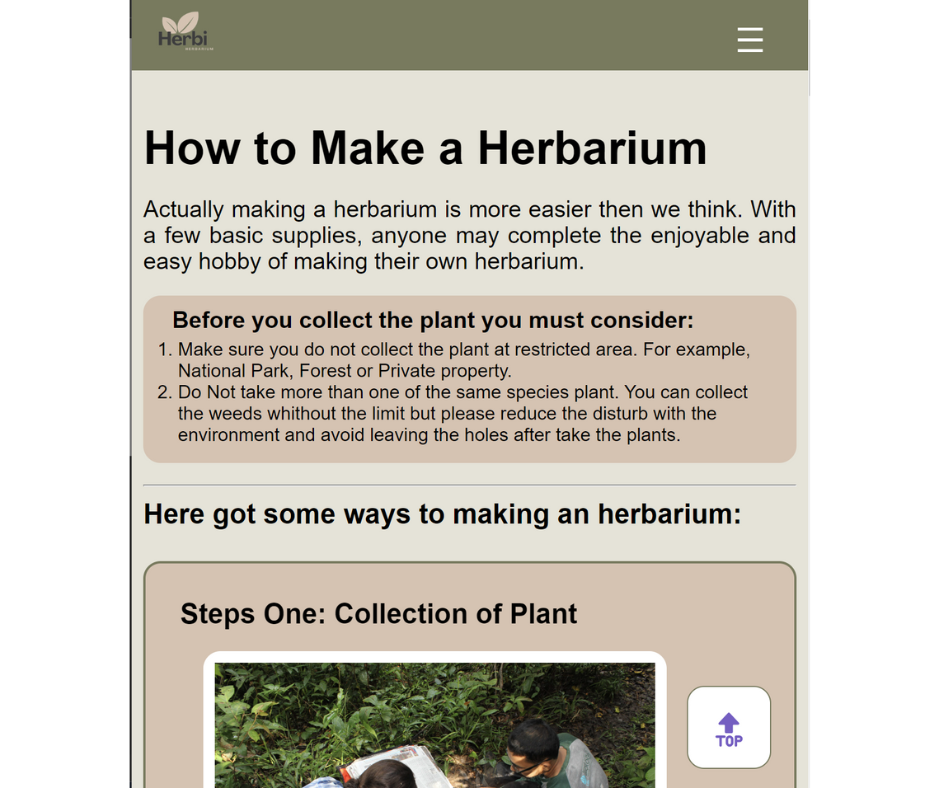 Herbi
HERBARIUM
How to Make a Herbarium
Actually making a herbarium is more easier then we think. With
a few basic supplies, anyone may complete the enjoyable and
easy hobby of making their own herbarium.
Before you collect the plant you must consider:
1. Make sure you do not collect the plant at restricted area. For example,
National Park, Forest or Private property.
2. Do Not take more than one of the same species plant. You can collect
the weeds whithout the limit but please reduce the disturb with the
environment and avoid leaving the holes after take the plants.
Here got some ways to making an herbarium:
Steps One: Collection of Plant
TOP